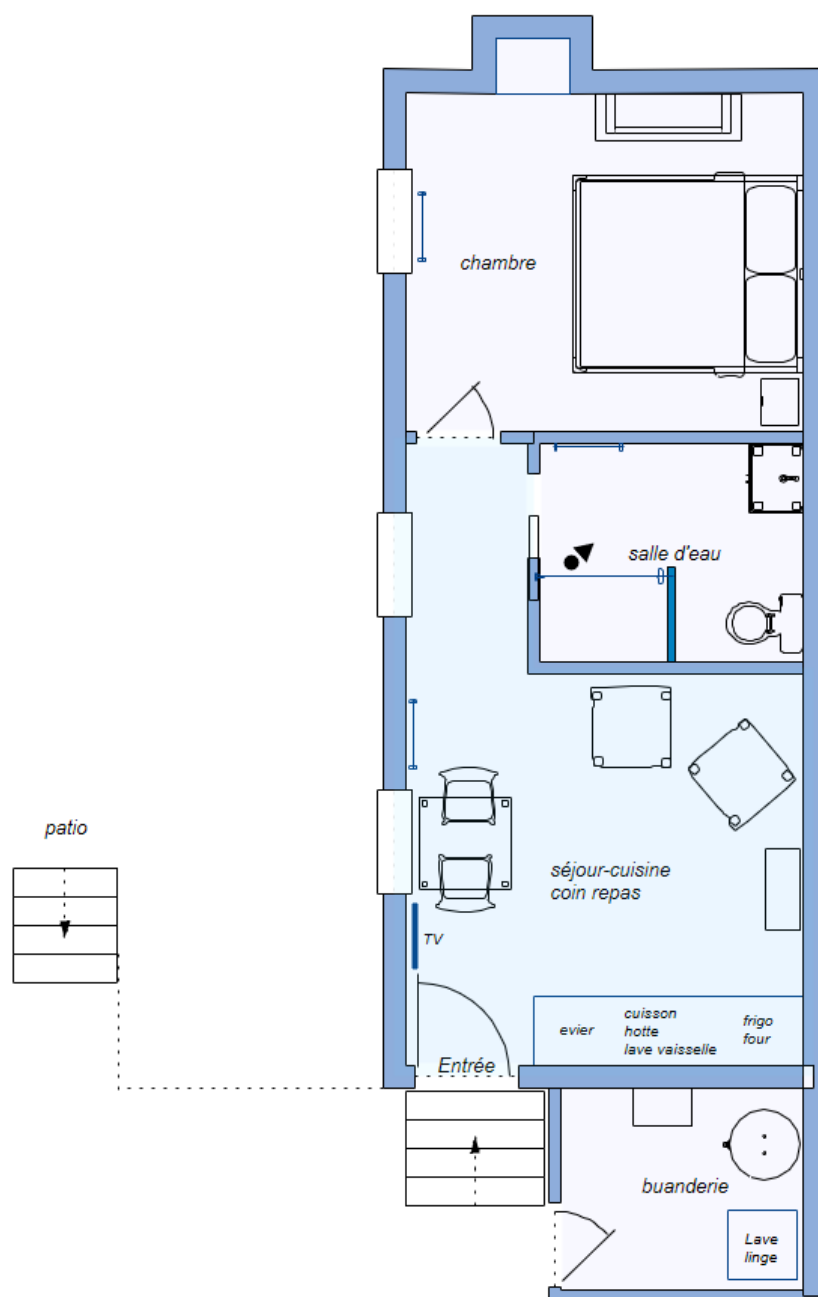 chambre
salle d'eau
patio
séjour-cuisine
coin repas
TV
evier
cuisson
hotte
lave vaisselle
frigo
four
Entrée
buanderie
Lave
linge